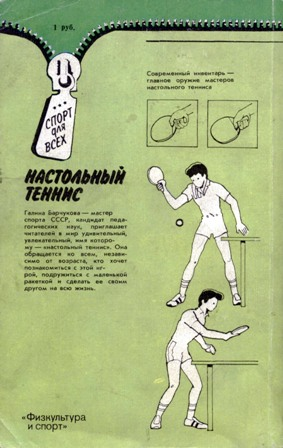 1 руб.
Современный инвентарь —
главное оружие мастеров
настольного тенниса
СПОРТ
для
ВСЕХ
НАСТОЛЬНЫЙ
ТЕННИС
Галина Барчукова — мастер
спорта СССР, кандидат педа-
гогических наук, приглашает
читателей в мир удивительный,
увлекательный, имя которо-
му — «настольный теннис». Она
обращается ко всем, незави-
симо от возраста, кто хочет
познакомиться с этой иг-
рой, подружиться с маленькой
ракеткой и сделать ее своим
другом на всю жизнь.
«Физкультура
и спорт»